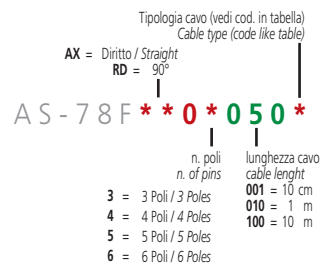 Tipologia cavo (vedi cod. in tabella)
Cable type (code like table)
AX = Diritto / Straight
RD = 90°
AS-78F**0*050*
n. poli
n. of pins
3 = 3 Poli / 3 Poles
4 = 4 Poli / 4 Poles
5 = 5 Poli / 5 Poles
6 = 6 Poli / 6 Poles
lunghezza cavo
cable lenght
001 = 10 cm
010 = 1 m
100 = 10 m